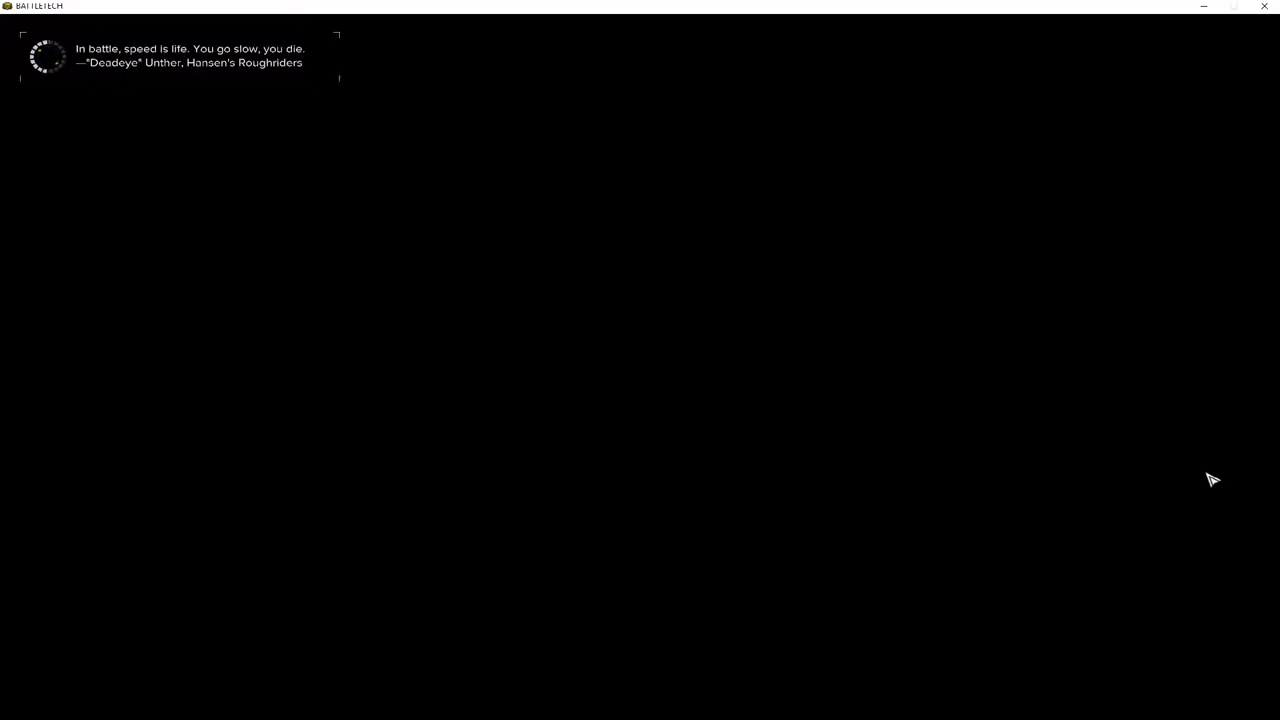 BATTLETECH
In battle, speed is life. You go slow, you die.
—"Deadeye" Unther, Hansen's Roughriders